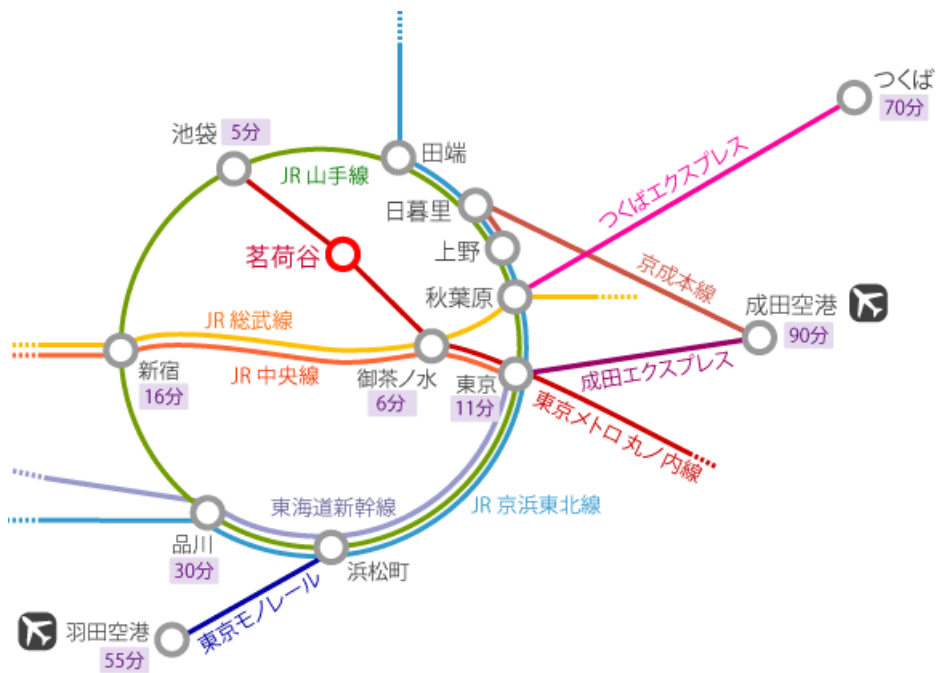 つくば
70分
池袋 5分
田端
JR 山手線
つくばエクスプレス
日暮里
茗荷谷
上野
京成本線
秋葉原
成田空港
90分
JR 総武線
JR 中央線
新宿
16分
御茶ノ水
6分
東京
11分
成田エクスプレス
東京メトロ 丸ノ内線
東海道新幹線
JR 京浜東北線
品川
30分
浜松町
東京モノレール
羽田空港
55分